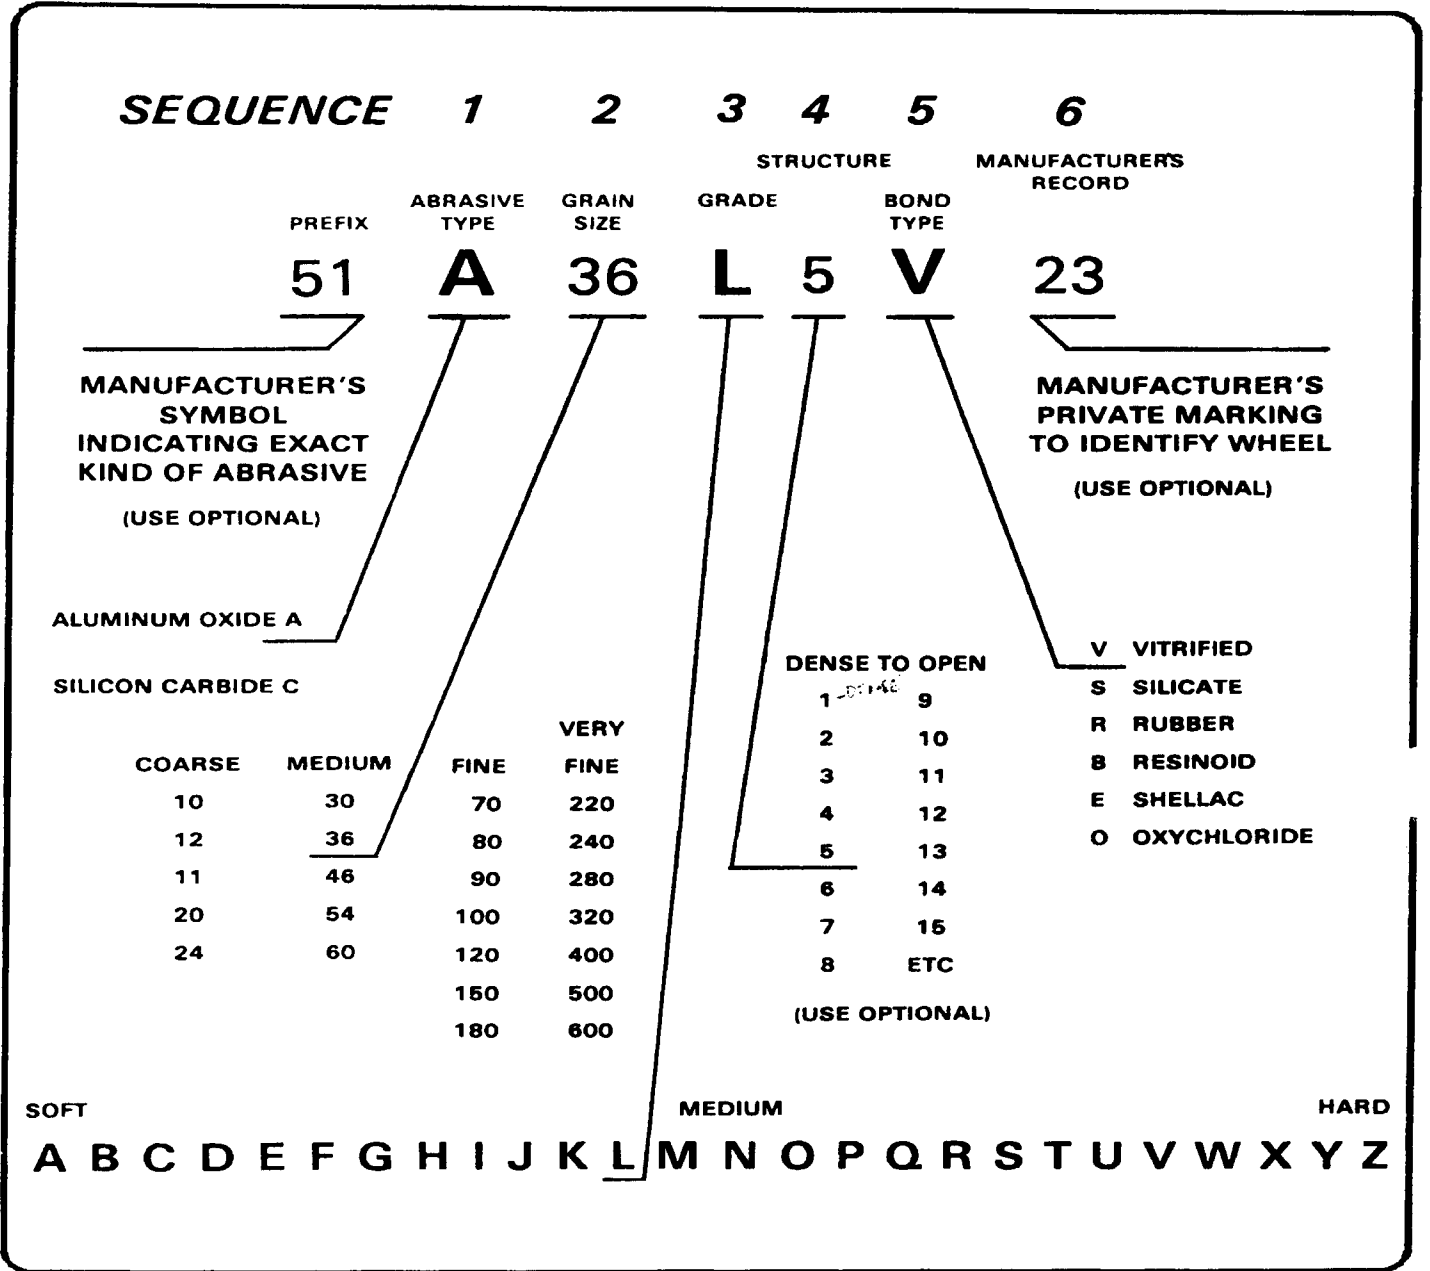 SEQUENCE 1 2 3 4 5 6
STRUCTURE MANUFACTURER'S
RECORD
ABRASIVE GRAIN GRADE BOND
PREFIX TYPE SIZE TYPE
51 A 36 L 5 V 23
MANUFACTURER'S
SYMBOL
INDICATING EXACT
KIND OF ABRASIVE
(USE OPTIONAL)
MANUFACTURER'S
PRIVATE MARKING
TO IDENTIFY WHEEL
(USE OPTIONAL)
ALUMINUM OXIDE A
SILICON CARBIDE C
VERY
COARSE MEDIUM FINE FINE
10 30 70 220
12 36 80 240
11 46 90 280
20 54 100 320
24 60 120 400
150 500
180 600
DENSE TO OPEN
1 9
2 10
3 11
4 12
5 13
6 14
7 15
8 ETC
(USE OPTIONAL)
V VITRIFIED
S SILICATE
R RUBBER
B RESINOID
E SHELLAC
O OXYCHLORIDE
SOFT MEDIUM HARD
A B C D E F G H I J K L M N O P Q R S T U V W X Y Z